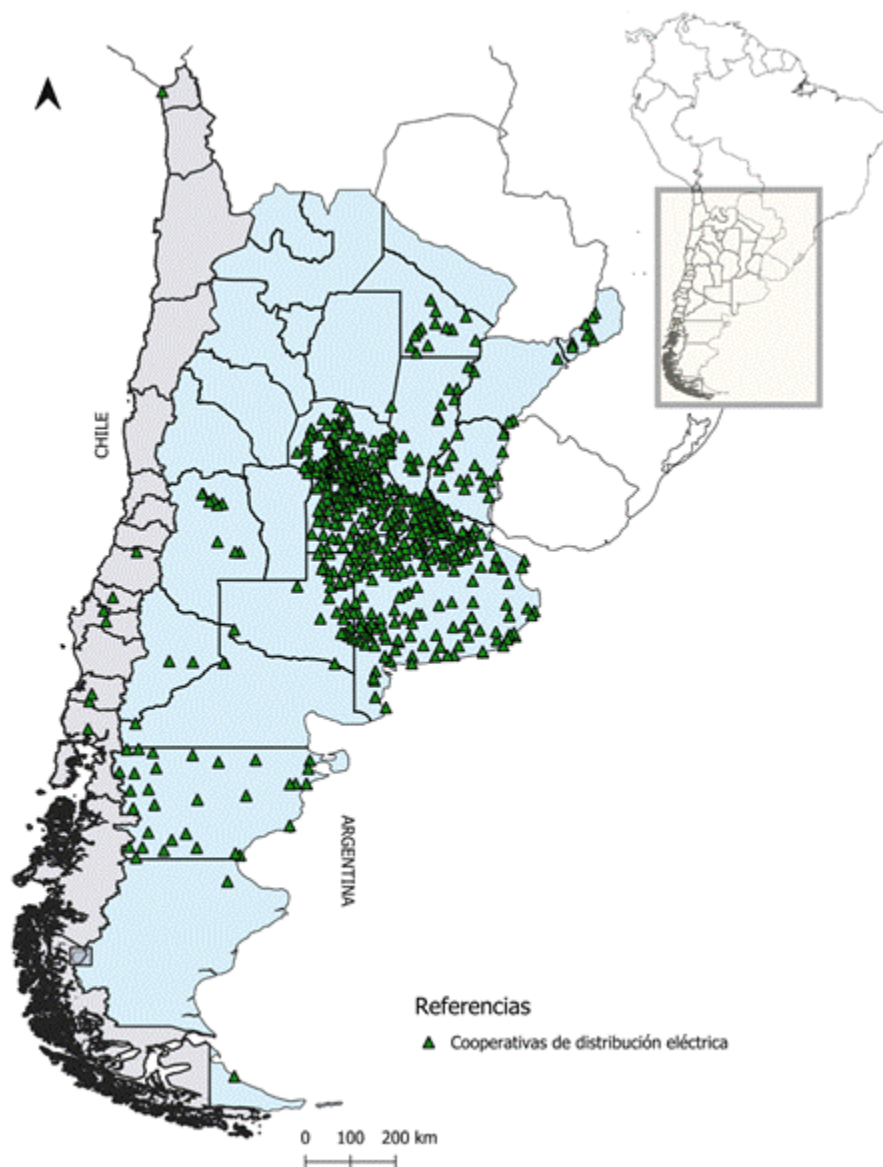 CHILE
ARGENTINA
Referencias
Cooperativas de distribución eléctrica
0 100 200 km